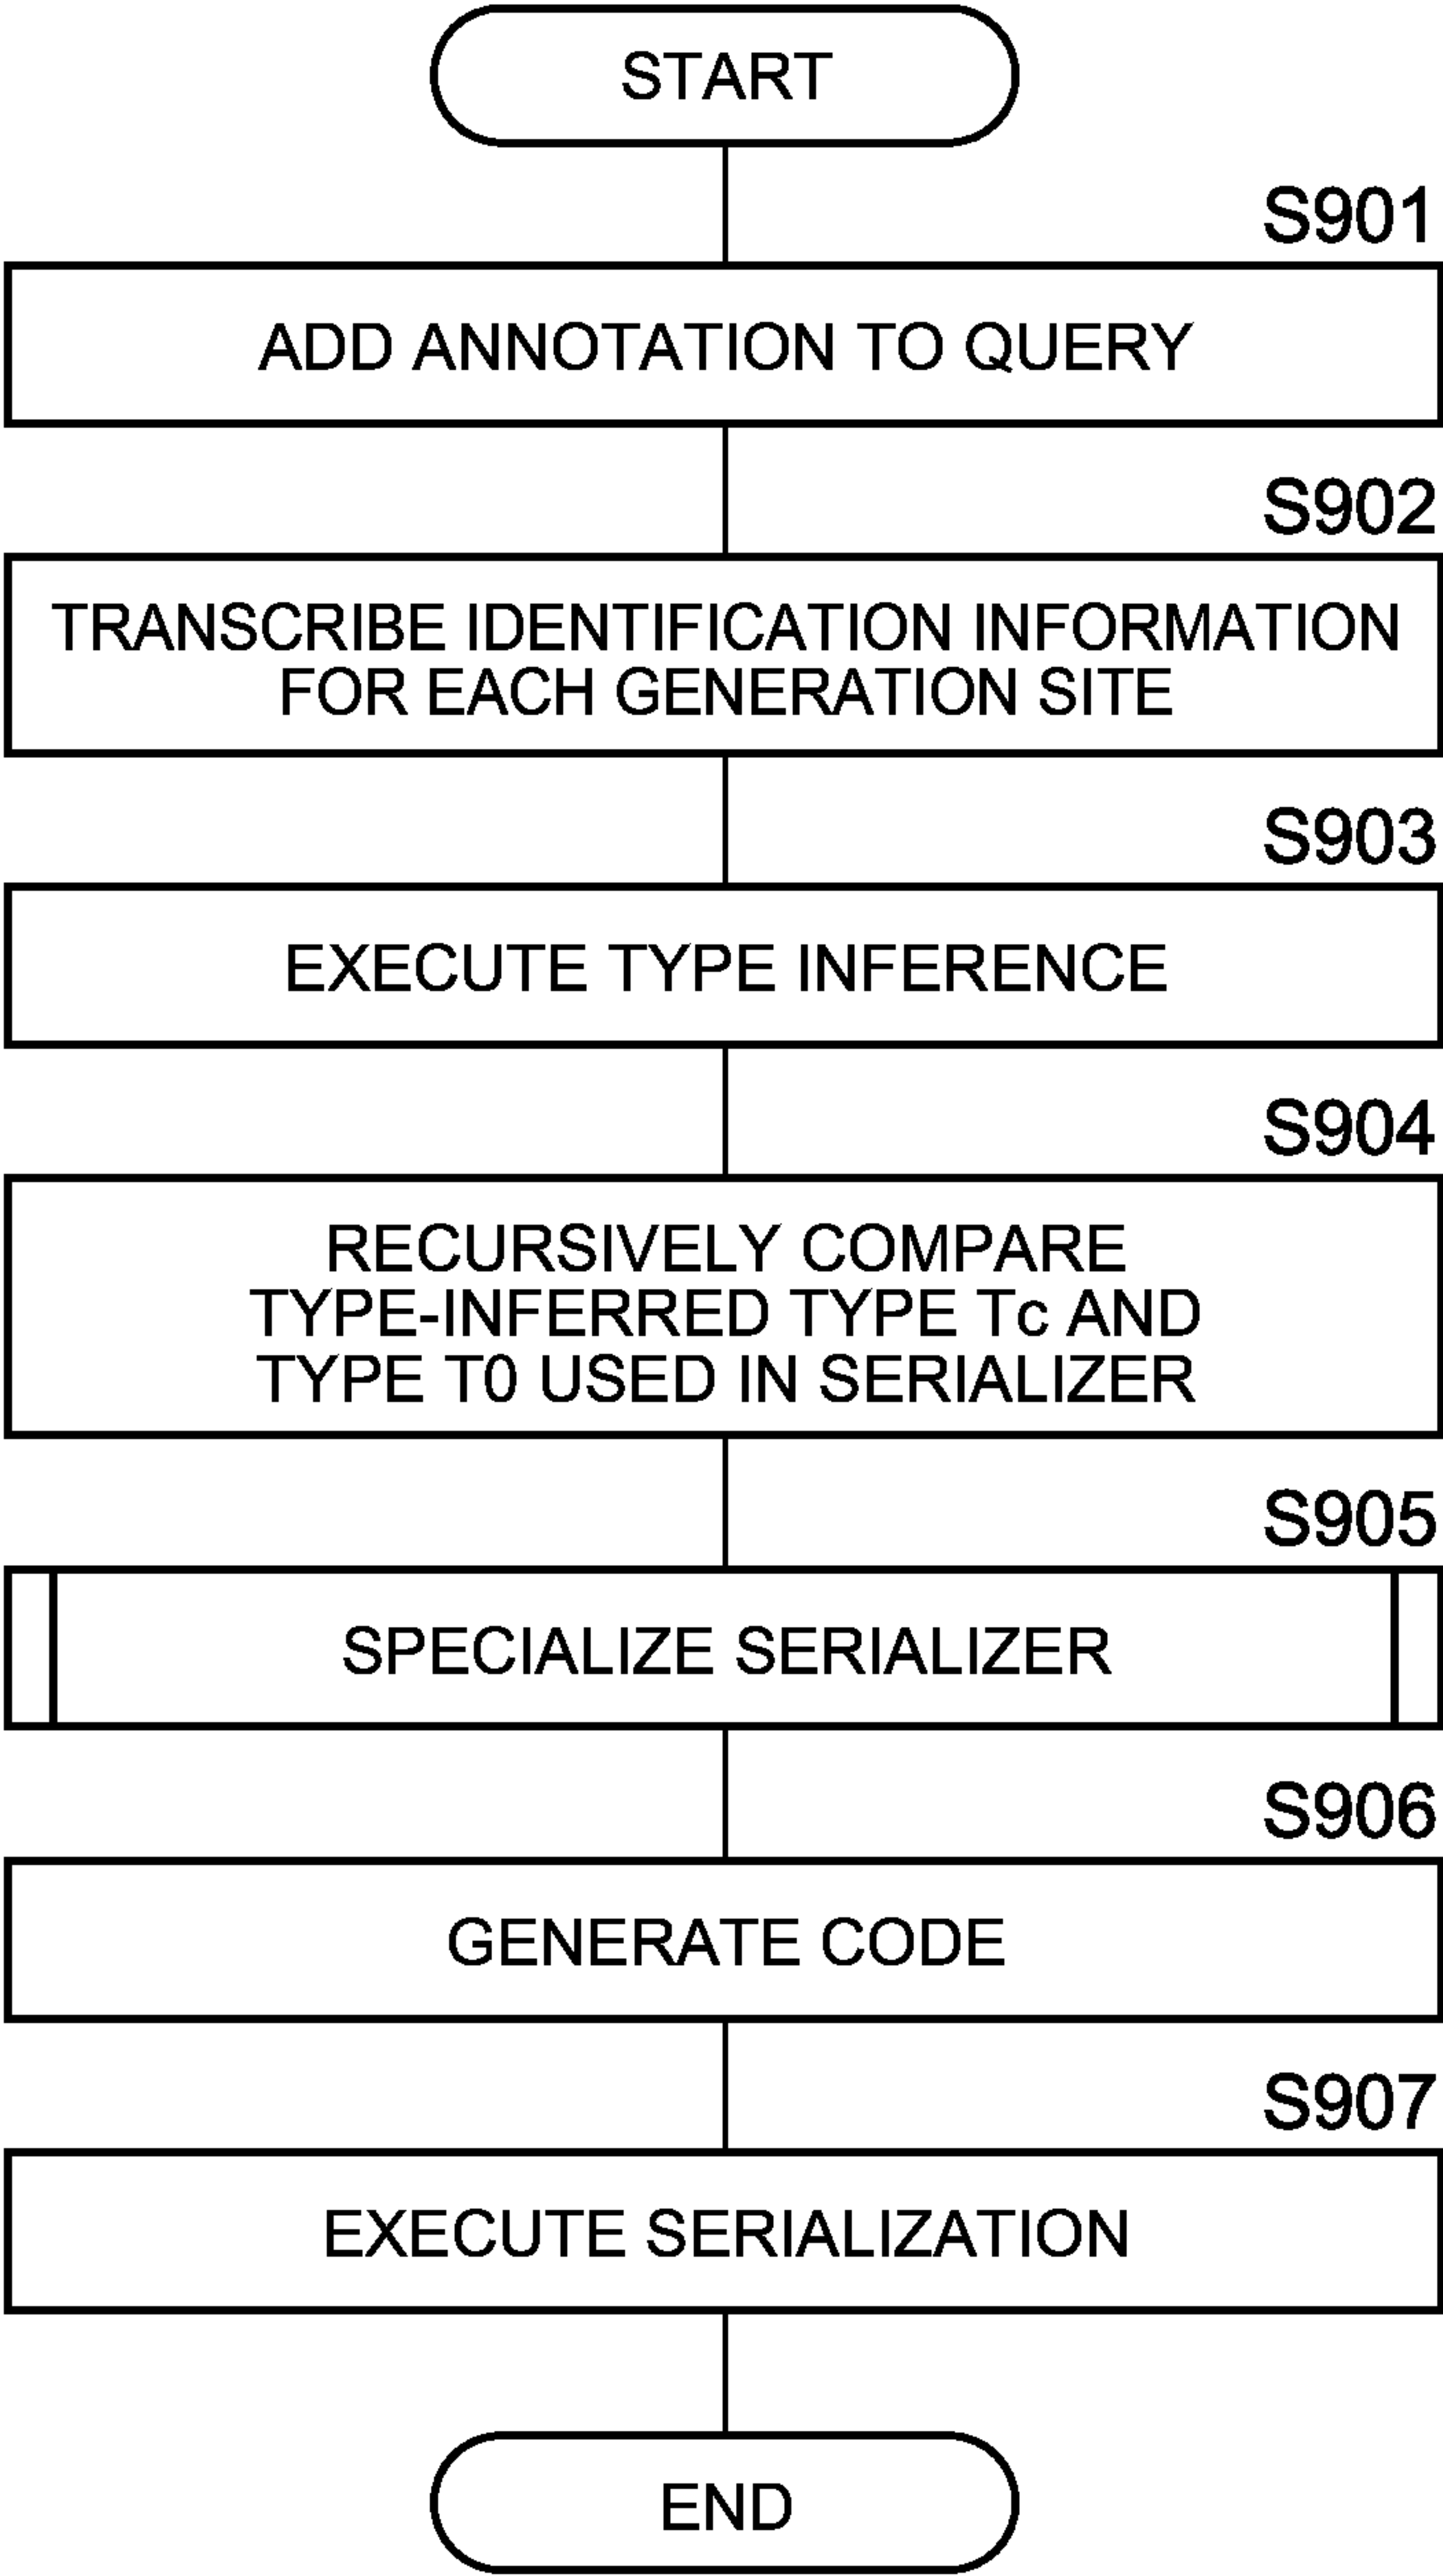 START
S901
ADD ANNOTATION TO QUERY
S902
TRANSCRIBE IDENTIFICATION INFORMATION
FOR EACH GENERATION SITE
S903
EXECUTE TYPE INFERENCE
S904
RECURSIVELY COMPARE
TYPE-INFERRED TYPE Tc AND
TYPE T0 USED IN SERIALIZER
S905
SPECIALIZE SERIALIZER
S906
GENERATE CODE
S907
EXECUTE SERIALIZATION
END